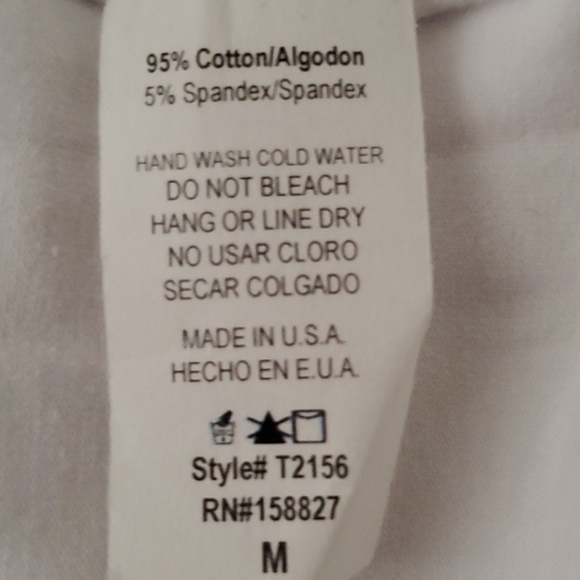 95% Cotton/Algodon
5% Spandex/Spandex
HAND WASH COLD WATER
DO NOT BLEACH
HANG OR LINE DRY
NO USAR CLORO
SECAR COLGADO
MADE IN U.S.A.
HECHO EN E.U.A.
Style# T2156
RN#158827
M